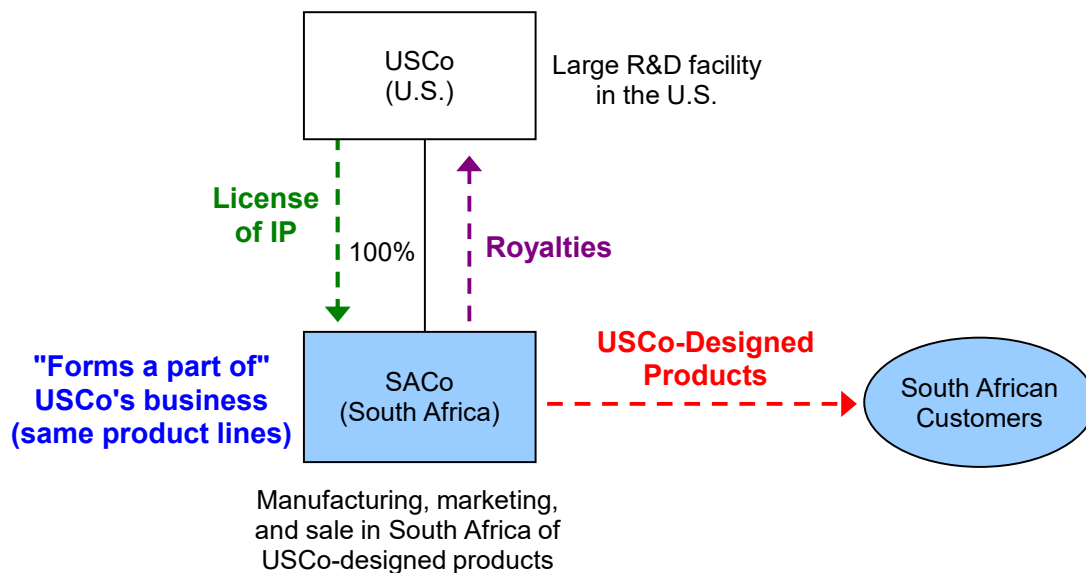 USCo
(U.S.)
Large R&D facility
in the U.S.
License
of IP
100%
Royalties
"Forms a part of"
USCo's business
(same product lines)
SACo
(South Africa)
USCo-Designed
Products
South African
Customers
Manufacturing, marketing,
and sale in South Africa of
USCo-designed products